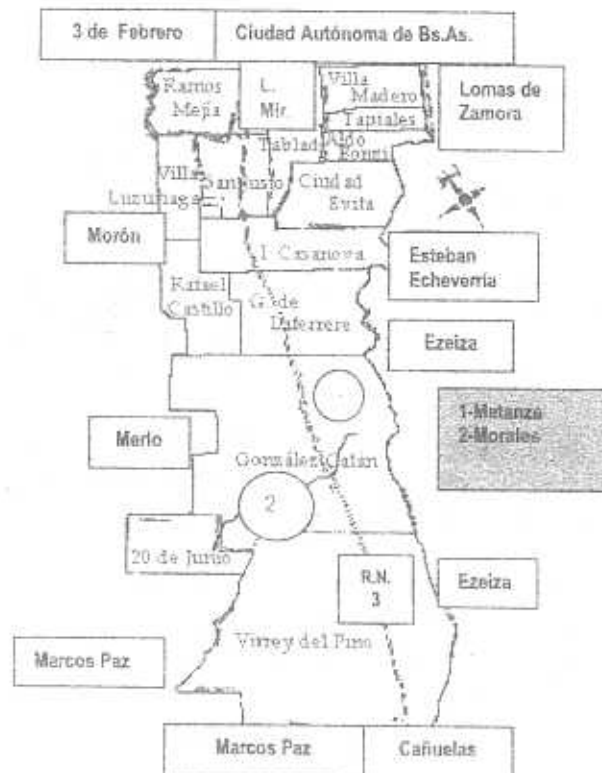 3 de Febrero
Ciudad Autónoma de Bs.As.
Ramos
Mejía
L.
Mir.
Villa
Madero
Tapiales
Lomas de
Zamora
Tablad
Aldo
Bonzi
Villa
Luzuriaga
San Justo
Ciudad
Evita
Morón
I. Casanova
Esteban
Echeverría
Rafael
Castillo
G. de
Laferrere
Ezeiza
1-Matanza
2-Morales
Merlo
González Catán
2
20 de Junio
R.N.
3
Ezeiza
Virrey del Pino
Marcos Paz
Marcos Paz
Cañuelas